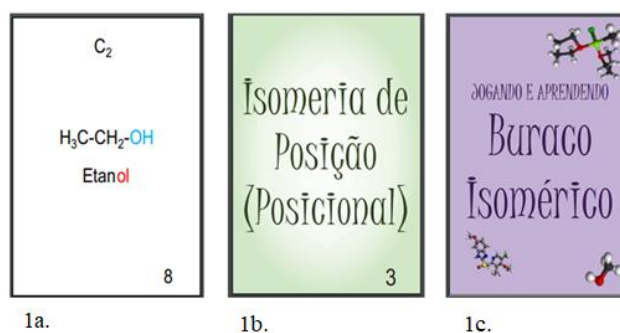 C₂
H₃C-CH₂-OH
Etanol
8
1a.
Isomeria de
Posição
(Posicional)
3
1b.
JOGANDO E APRENDENDO
Buraco
Isomérico
1c.